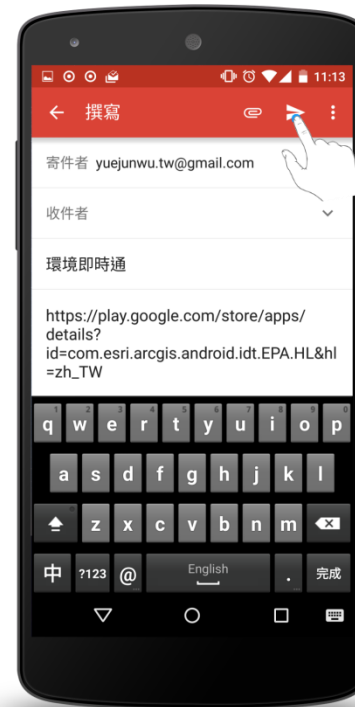 11:13
撰寫
寄件者 yuejunwu.tw@gmail.com
收件者
環境即時通
https://play.google.com/store/apps/
details?
id=com.esri.arcgis.android.idt.EPA.HL&hl
=zh_TW
1 2 3 4 5 6 7 8 9 0
q w e r t y u i o p
a s d f g h j k l
z x c v b n m
中 ?123 @ English . 完成